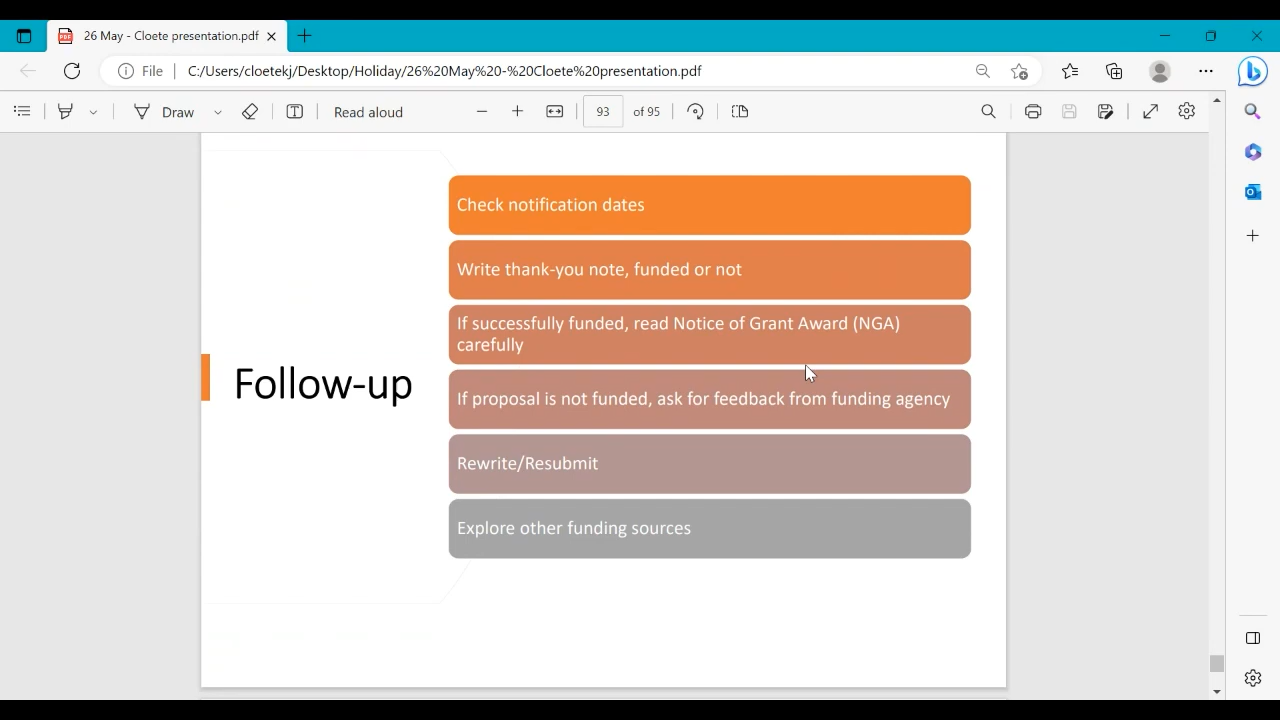 26 May - Cloete presentation.pdf
File
C:/Users/cloetekj/Desktop/Holiday/26%20May%20-%20Cloete%20presentation.pdf
Draw
Read aloud
93
of 95
Check notification dates
Write thank-you note, funded or not
If successfully funded, read Notice of Grant Award (NGA)
carefully
Follow-up
If proposal is not funded, ask for feedback from funding agency
Rewrite/Resubmit
Explore other funding sources